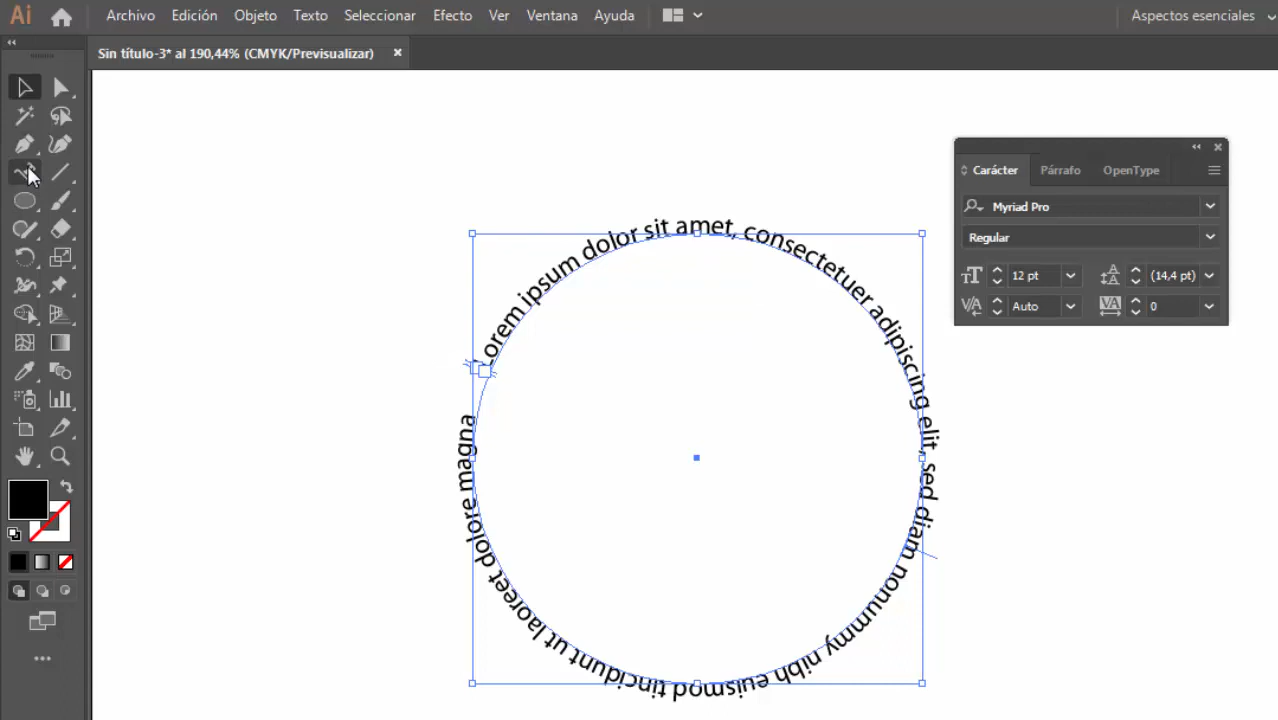 Ai Archivo Edición Objeto Texto Seleccionar Efecto Ver Ventana Ayuda Aspectos esenciales
Sin título-3* al 190,44% (CMYK/Previsualizar) ×
Carácter Párrafo OpenType
Myriad Pro
Regular
12 pt (14,4 pt)
Auto 0
Lorem ipsum dolor sit amet, consectetuer adipiscing elit, sed diam nonummy nibh euismod tincidunt ut laoreet dolore magna